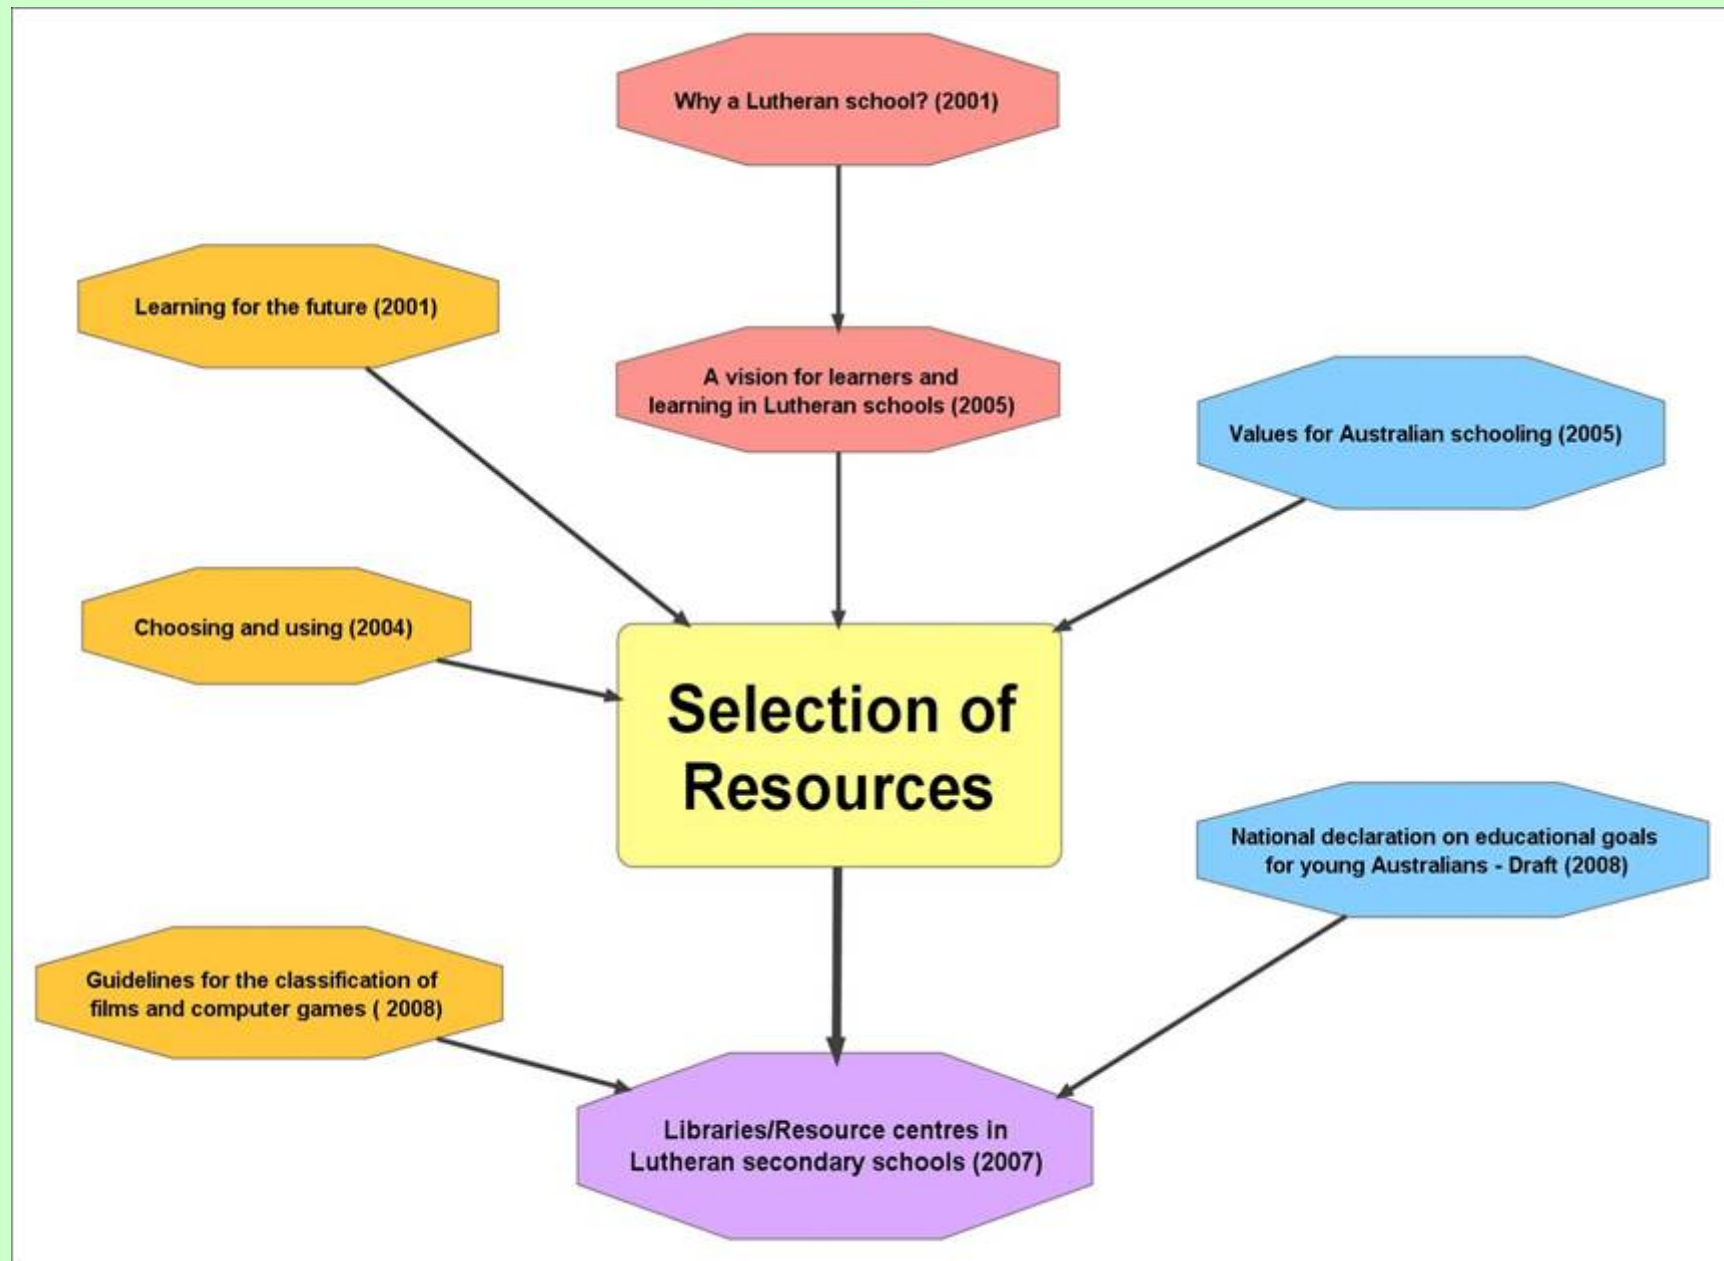 Why a Lutheran school? (2001)
Learning for the future (2001)
A vision for learners and
learning in Lutheran schools (2005)
Values for Australian schooling (2005)
Choosing and using (2004)
Selection of
Resources
National declaration on educational goals
for young Australians - Draft (2008)
Guidelines for the classification of
films and computer games ( 2008)
Libraries/Resource centres in
Lutheran secondary schools (2007)